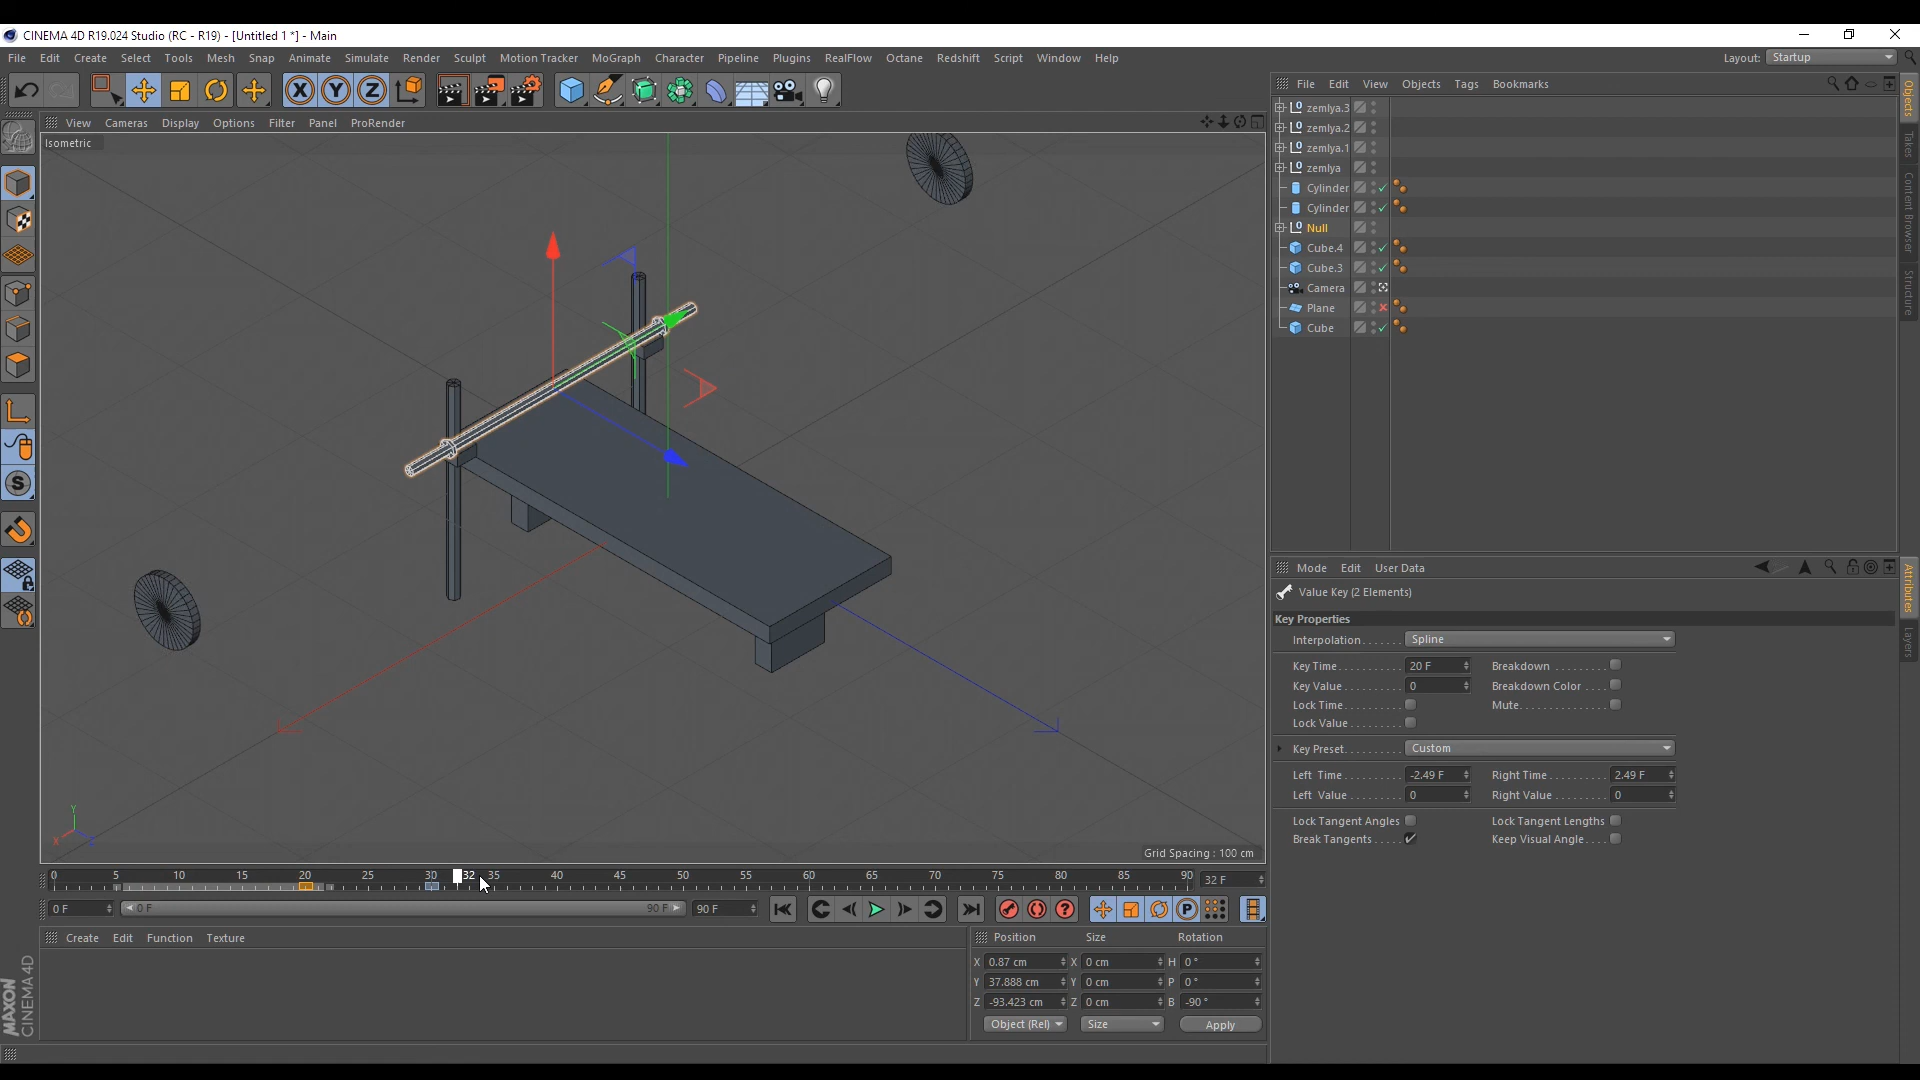 CINEMA 4D R19.024 Studio (RC - R19) - [Untitled 1 *] - Main
File Edit Create Select Tools Mesh Snap Animate Simulate Render Sculpt Motion Tracker MoGraph Character Pipeline Plugins RealFlow Octane Redshift Script Window Help Layout: Startup
X Y Z
File Edit View Objects Tags Bookmarks
View Cameras Display Options Filter Panel ProRender
Isometric
Objects
Takes
Content Browser
Structure
zemlya.3
zemlya.2
zemlya.1
zemlya
Cylinder
Cylinder
Null
Cube.4
Cube.3
Camera
Plane
Cube
S
Mode Edit User Data
Attributes
Layers
Value Key (2 Elements)
Key Properties
Interpolation....... Spline
Key Time........... 20 F Breakdown
Key Value.......... 0 Breakdown Color
Lock Time.......... Mute
Lock Value.........
Key Preset......... Custom
Left Time.......... -2.49 F Right Time.......... 2.49 F
Left Value......... 0 Right Value......... 0
Lock Tangent Angles Lock Tangent Lengths
Break Tangents..... Keep Visual Angle...
Y
X
Z
Grid Spacing : 100 cm
0 5 10 15 20 25 30 32 35 40 45 50 55 60 65 70 75 80 85 90 32 F
0 F 0 F 90 F 90 F
P
Create Edit Function Texture
Position Size Rotation
X 0.87 cm X 0 cm H 0 °
Y 37.888 cm Y 0 cm P 0 °
Z -93.423 cm Z 0 cm B -90 °
Object (Rel) Size Apply
MAXON
CINEMA 4D